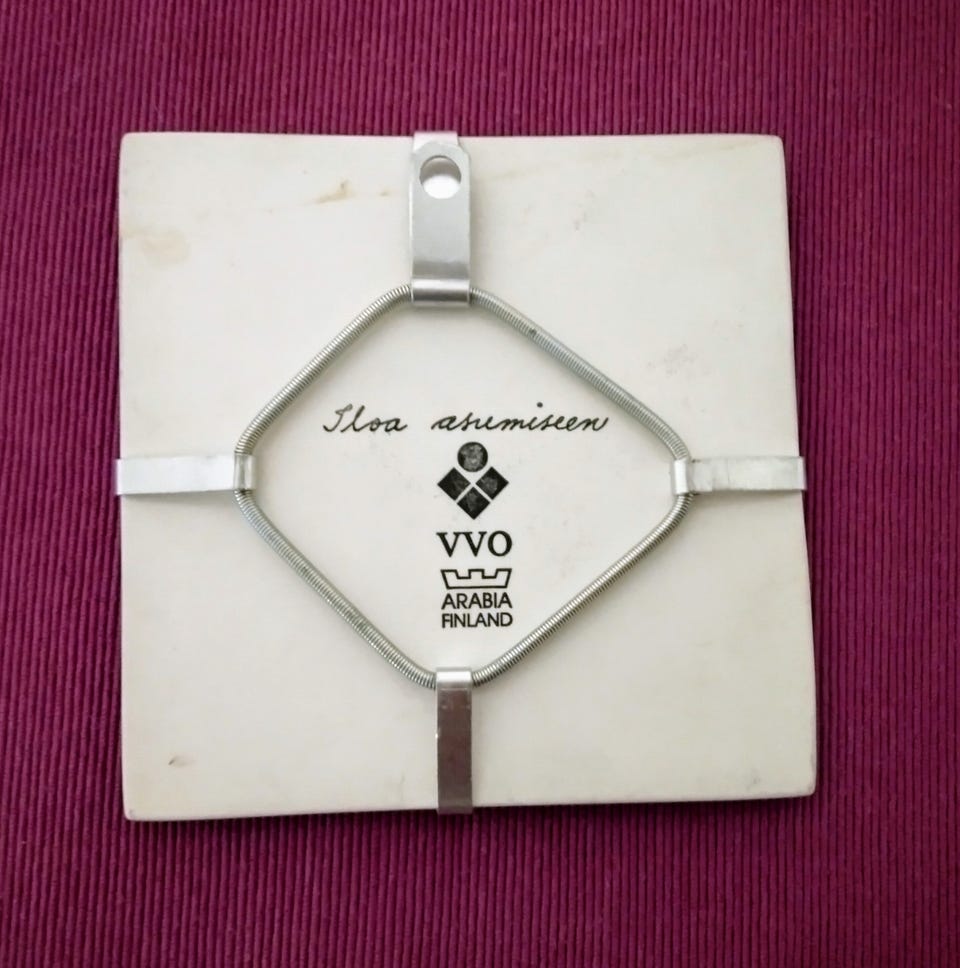 Iloa asumiseen
VVO
ARABIA
FINLAND